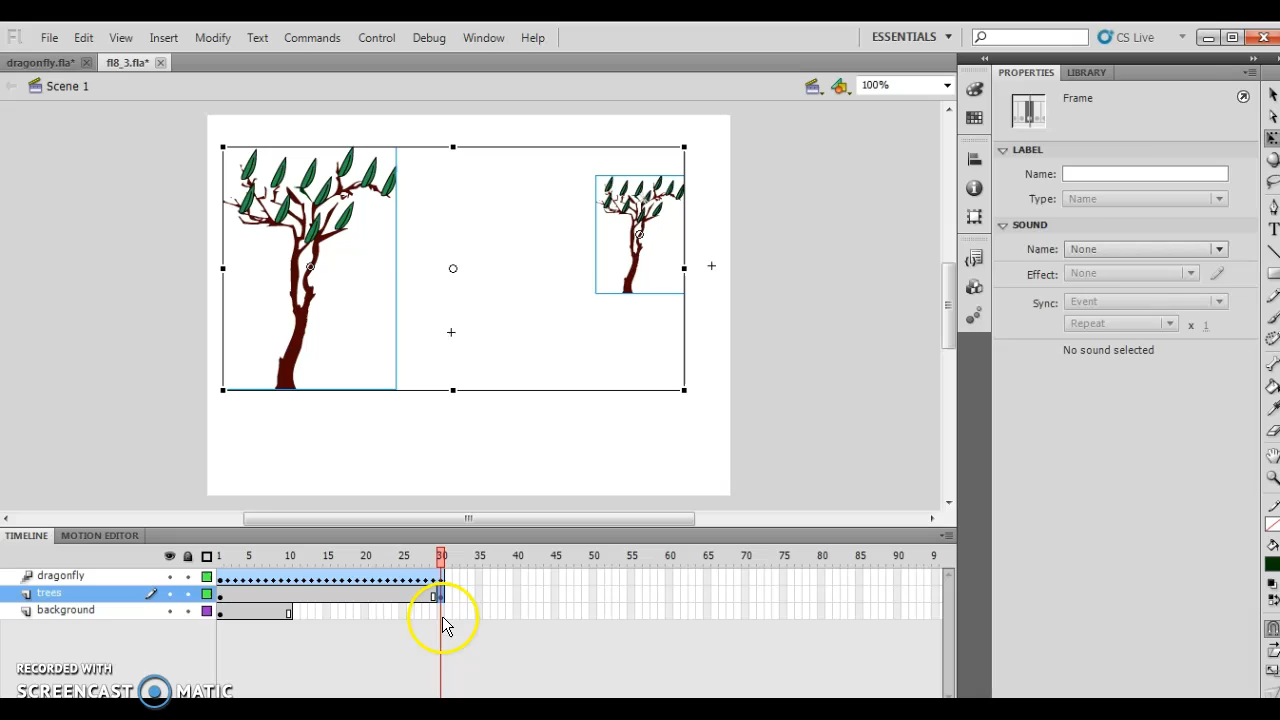 Fl File Edit View Insert Modify Text Commands Control Debug Window Help ESSENTIALS CS Live
dragonfly.fla* fl8_3.fla*
Scene 1 100%
PROPERTIES LIBRARY
Frame
LABEL
Name:
Type: Name
SOUND
Name: None
Effect: None
Sync: Event
Repeat x 1
No sound selected
TIMELINE MOTION EDITOR
1 5 10 15 20 25 30 35 40 45 50 55 60 65 70 75 80 85 90 9
dragonfly
trees
background
RECORDED WITH
SCREENCAST MATIC